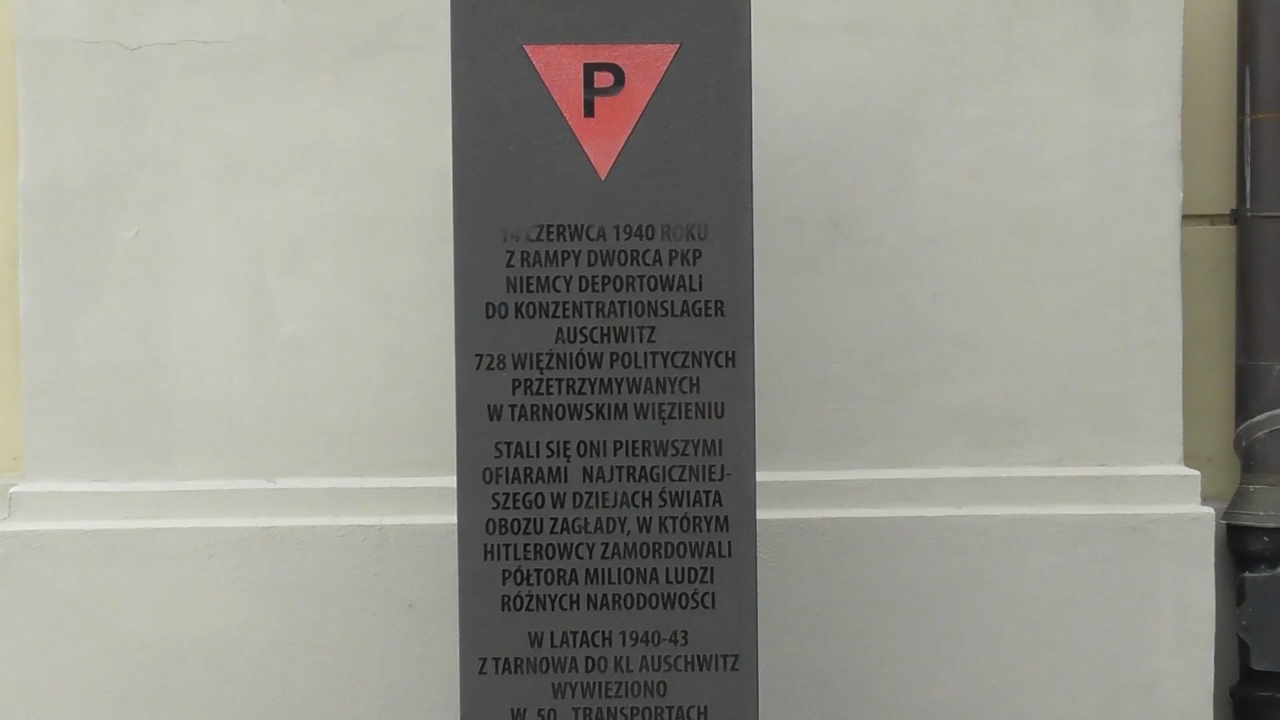 P
14 CZERWCA 1940 ROKU
Z RAMPY DWORCA PKP
NIEMCY DEPORTOWALI
DO KONZENTRATIONSLAGER
AUSCHWITZ
728 WIĘŹNIÓW POLITYCZNYCH
PRZETRZYMYWANYCH
W TARNOWSKIM WIĘZIENIU
STALI SIĘ ONI PIERWSZYMI
OFIARAMI NAJTRAGICZNIEJ-
SZEGO W DZIEJACH ŚWIATA
OBOZU ZAGŁADY, W KTÓRYM
HITLEROWCY ZAMORDOWALI
PÓŁTORA MILIONA LUDZI
RÓŻNYCH NARODOWOŚCI
W LATACH 1940-43
Z TARNOWA DO KL AUSCHWITZ
WYWIEZIONO
W 50 TRANSPORTACH